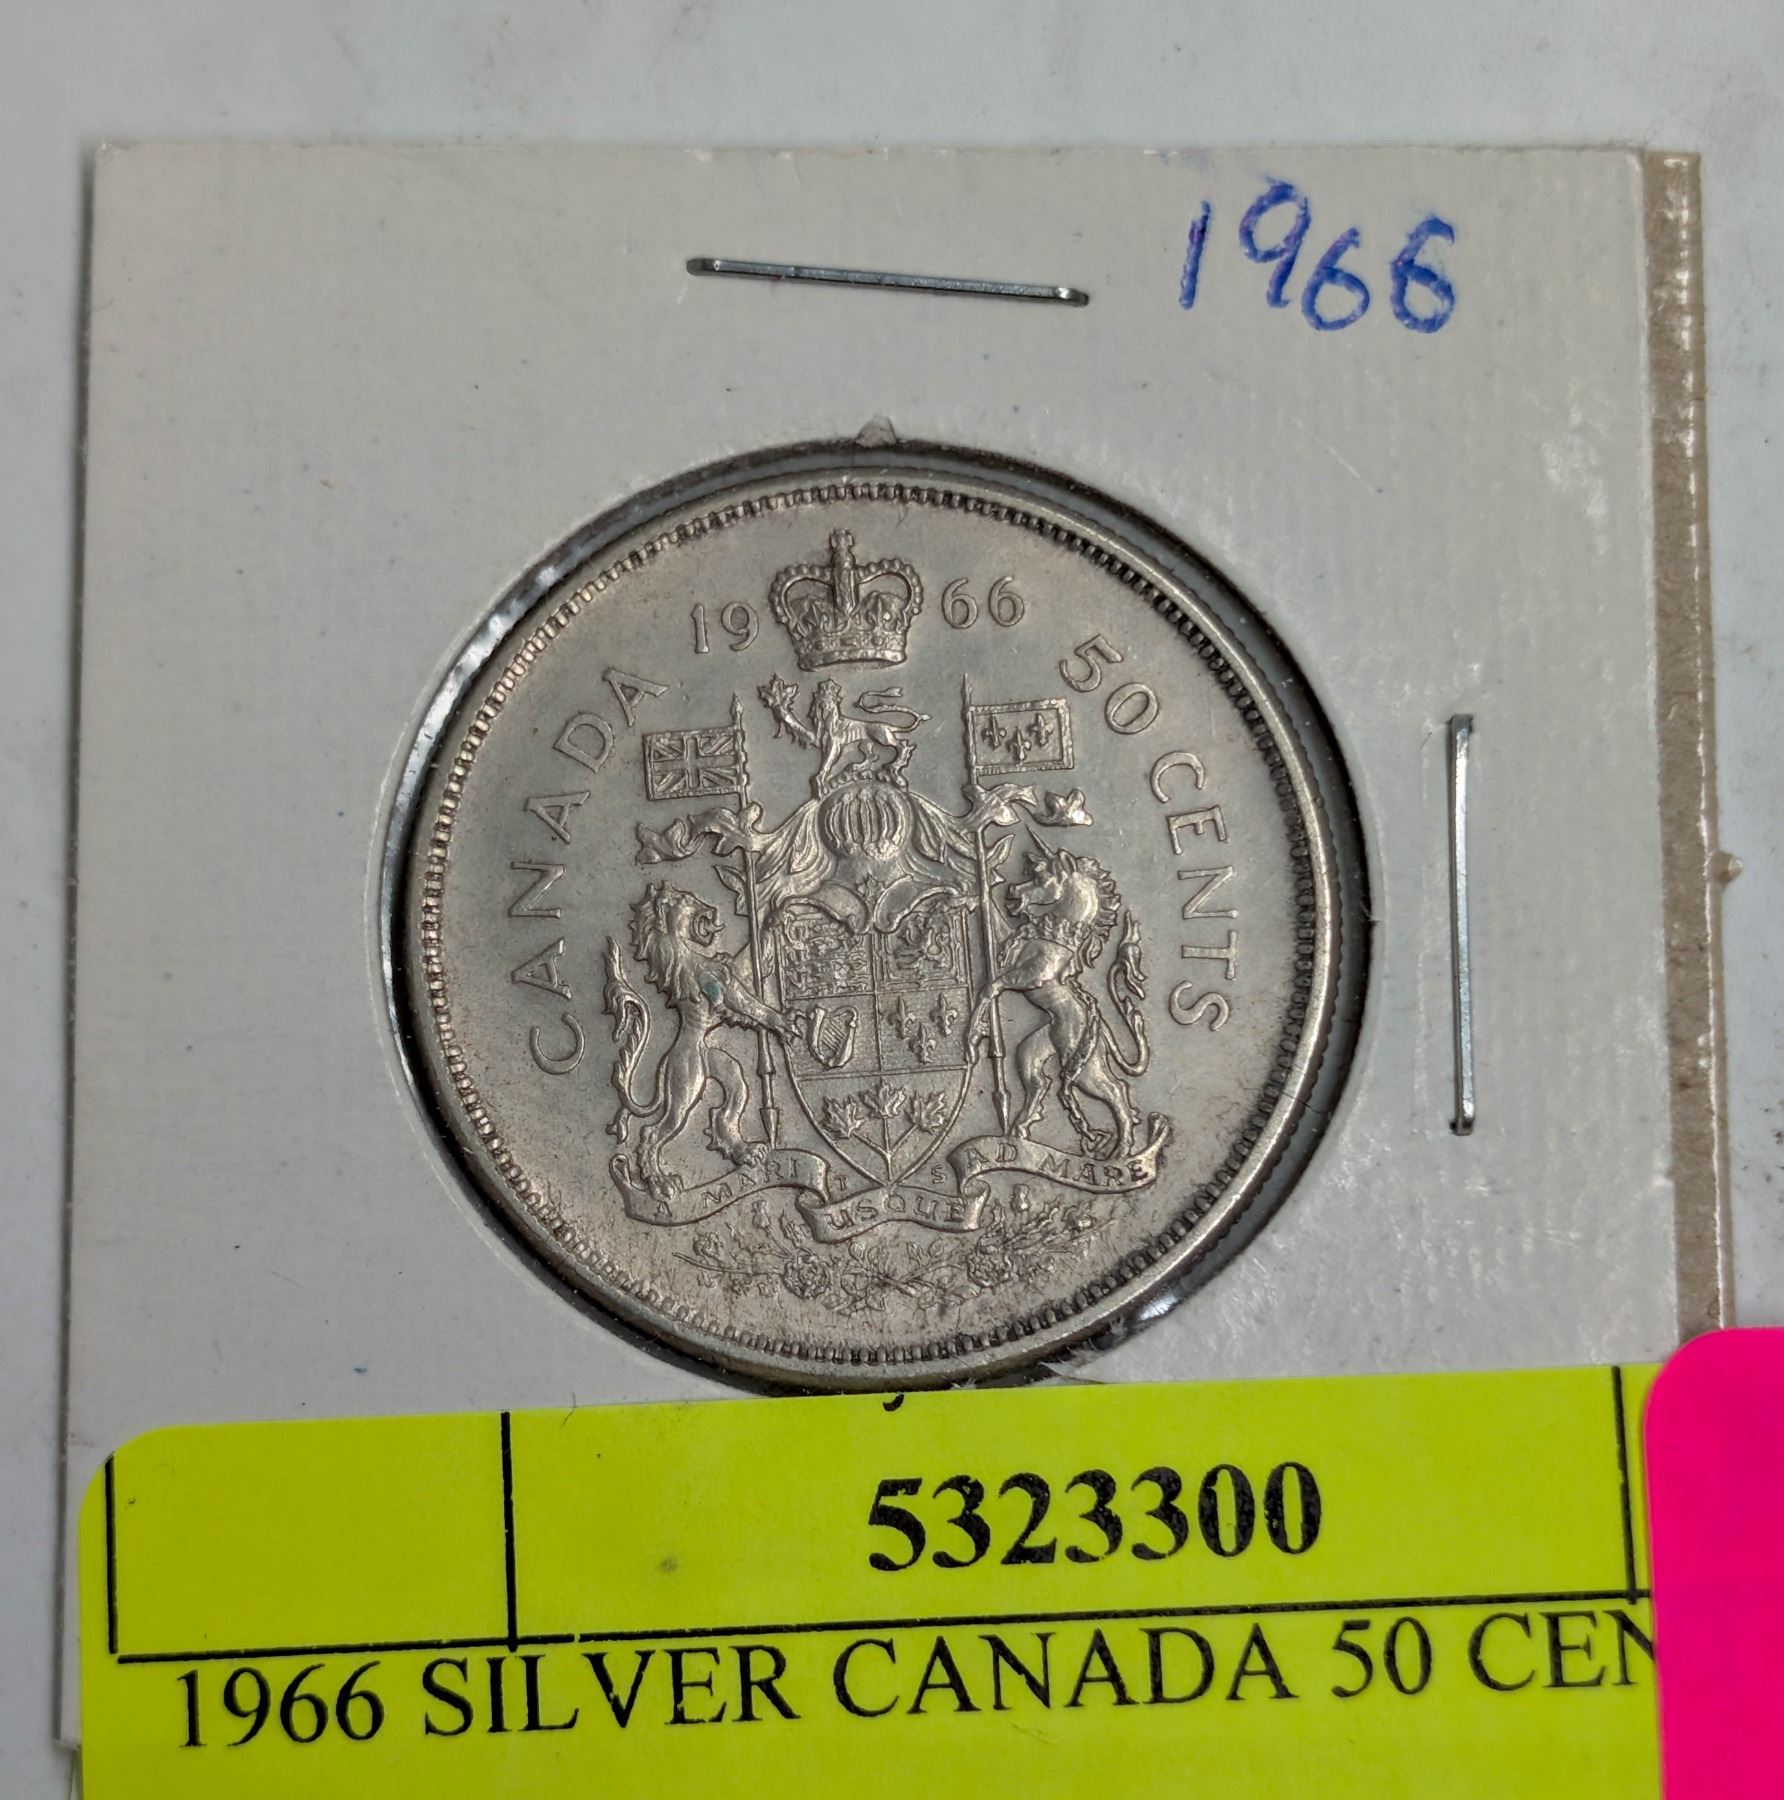 1966
19 66
CANADA
50 CENTS
A MARI USQUE AD MARE
5323300
1966 SILVER CANADA 50 CEN